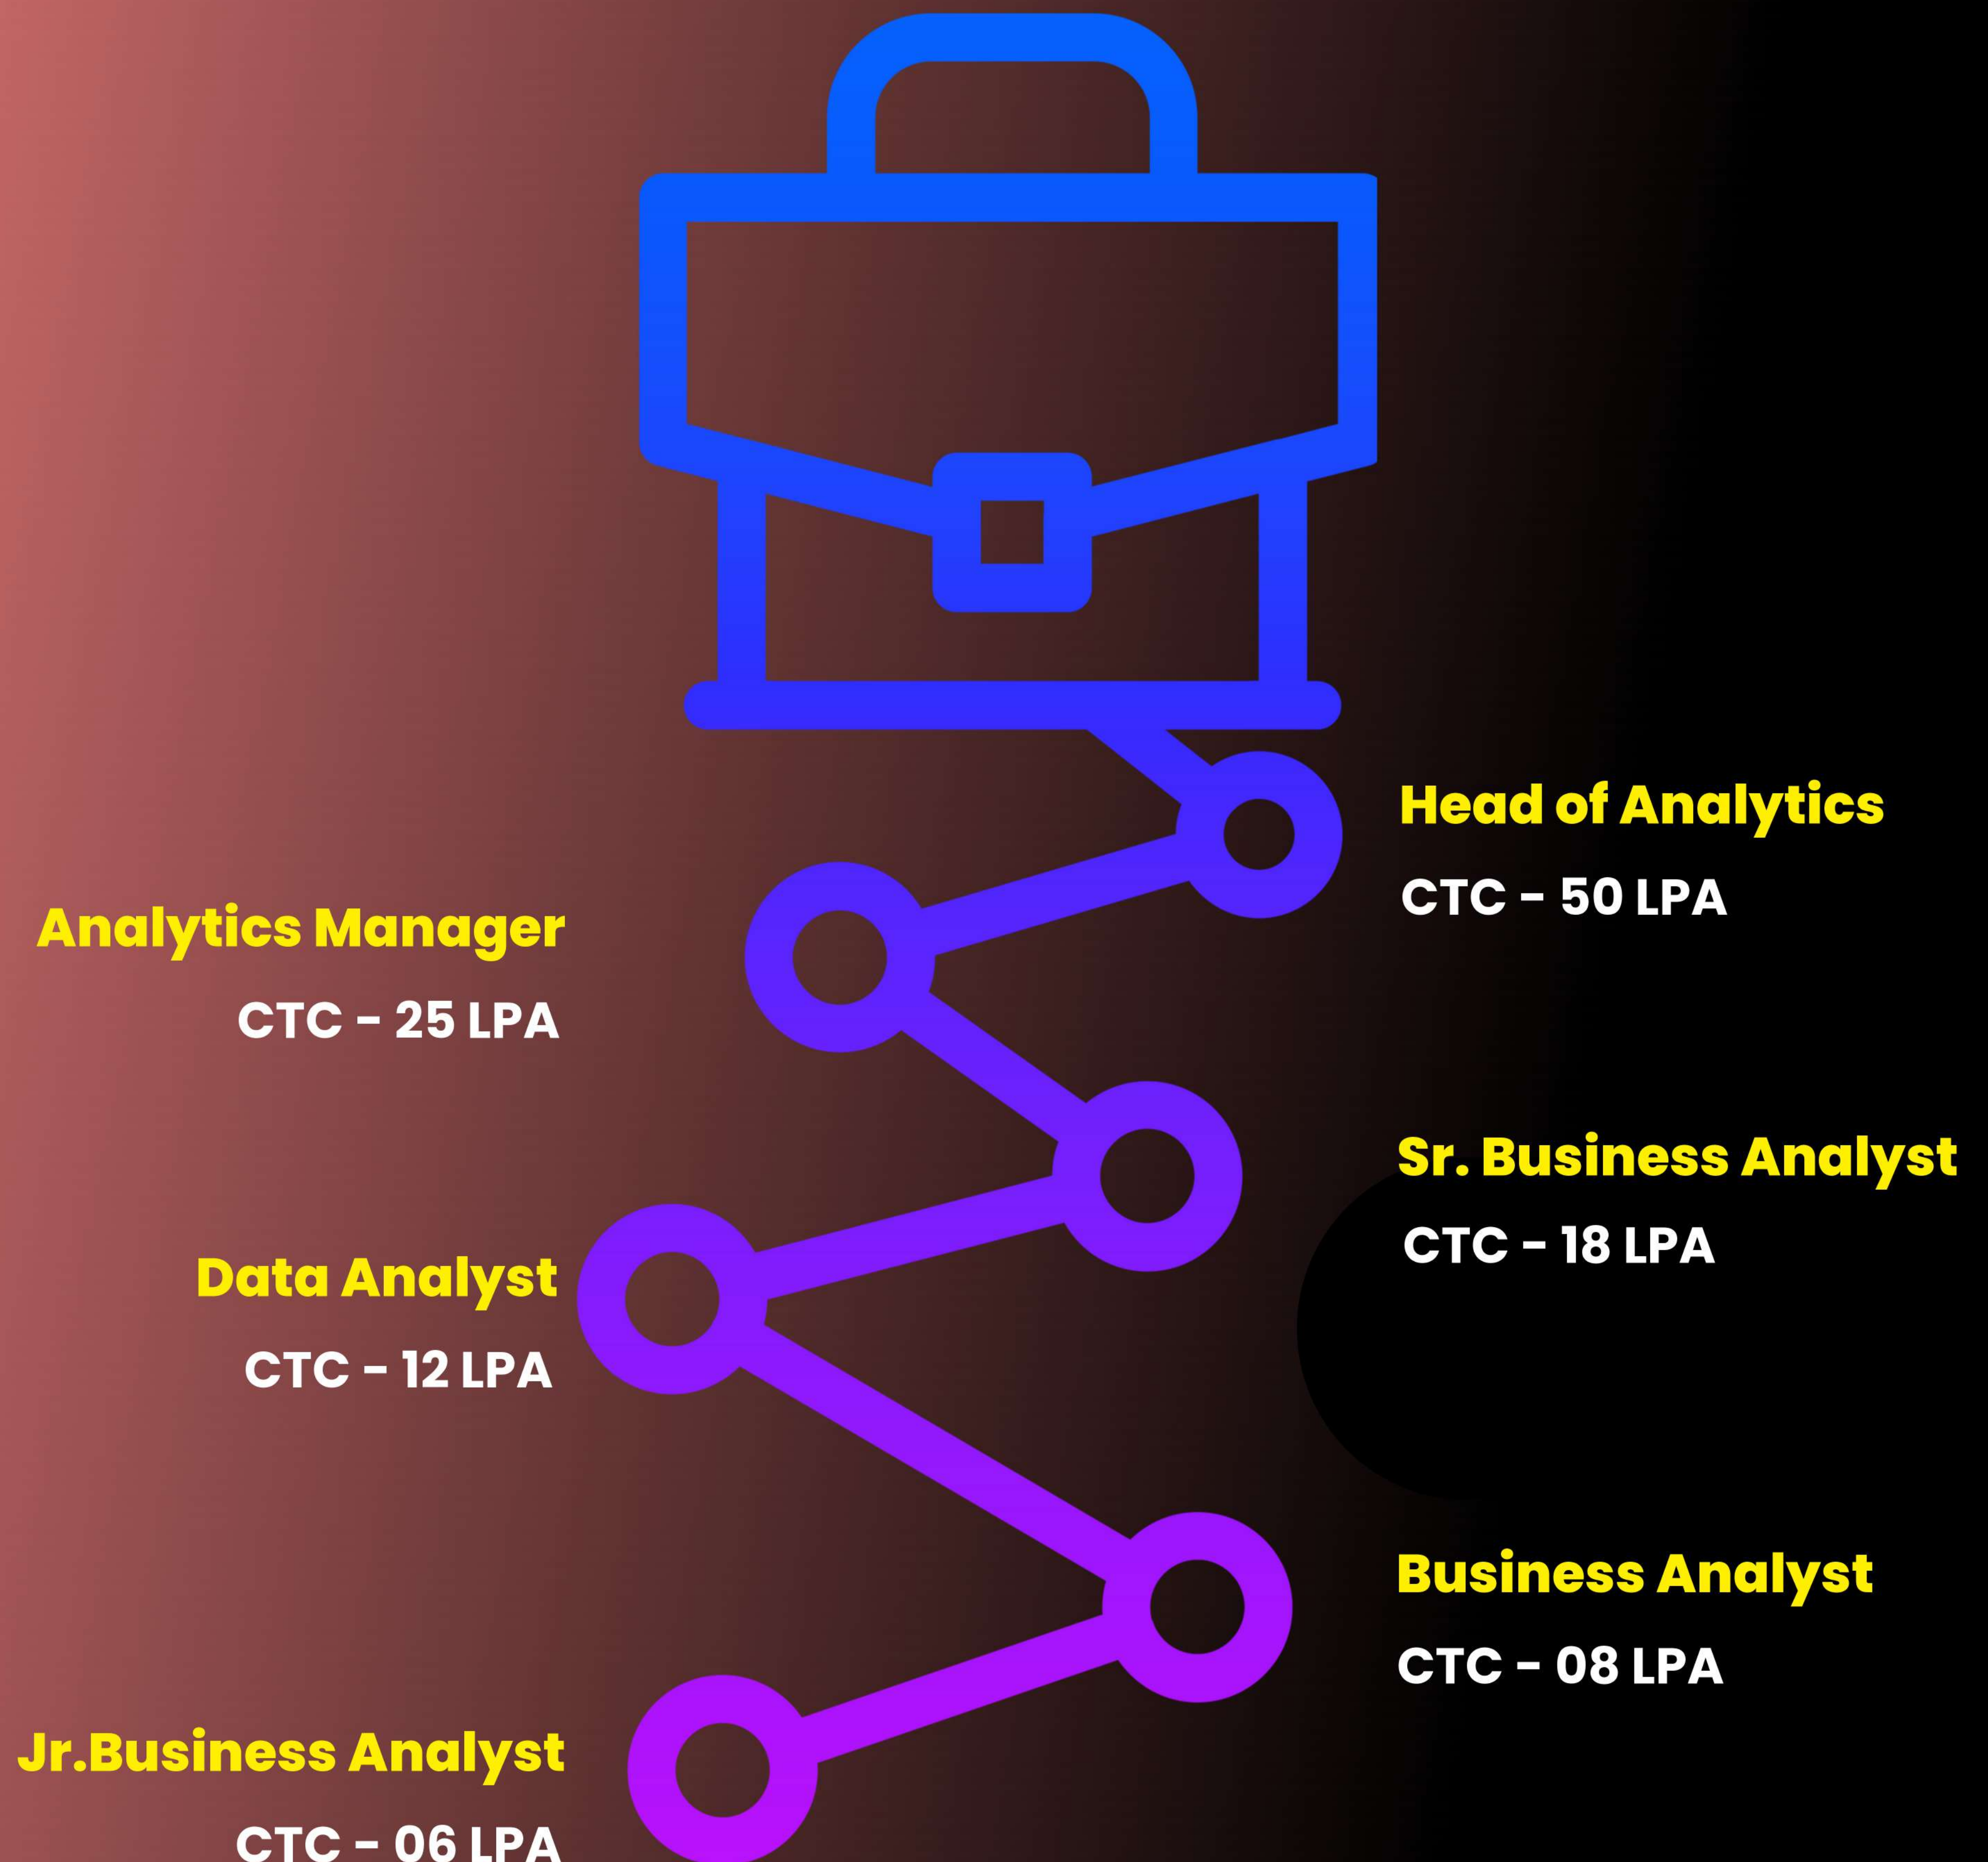 Head of Analytics
CTC - 50 LPA
Analytics Manager
CTC - 25 LPA
Sr. Business Analyst
CTC - 18 LPA
Data Analyst
CTC - 12 LPA
Business Analyst
CTC - 08 LPA
Jr.Business Analyst
CTC - 06 LPA